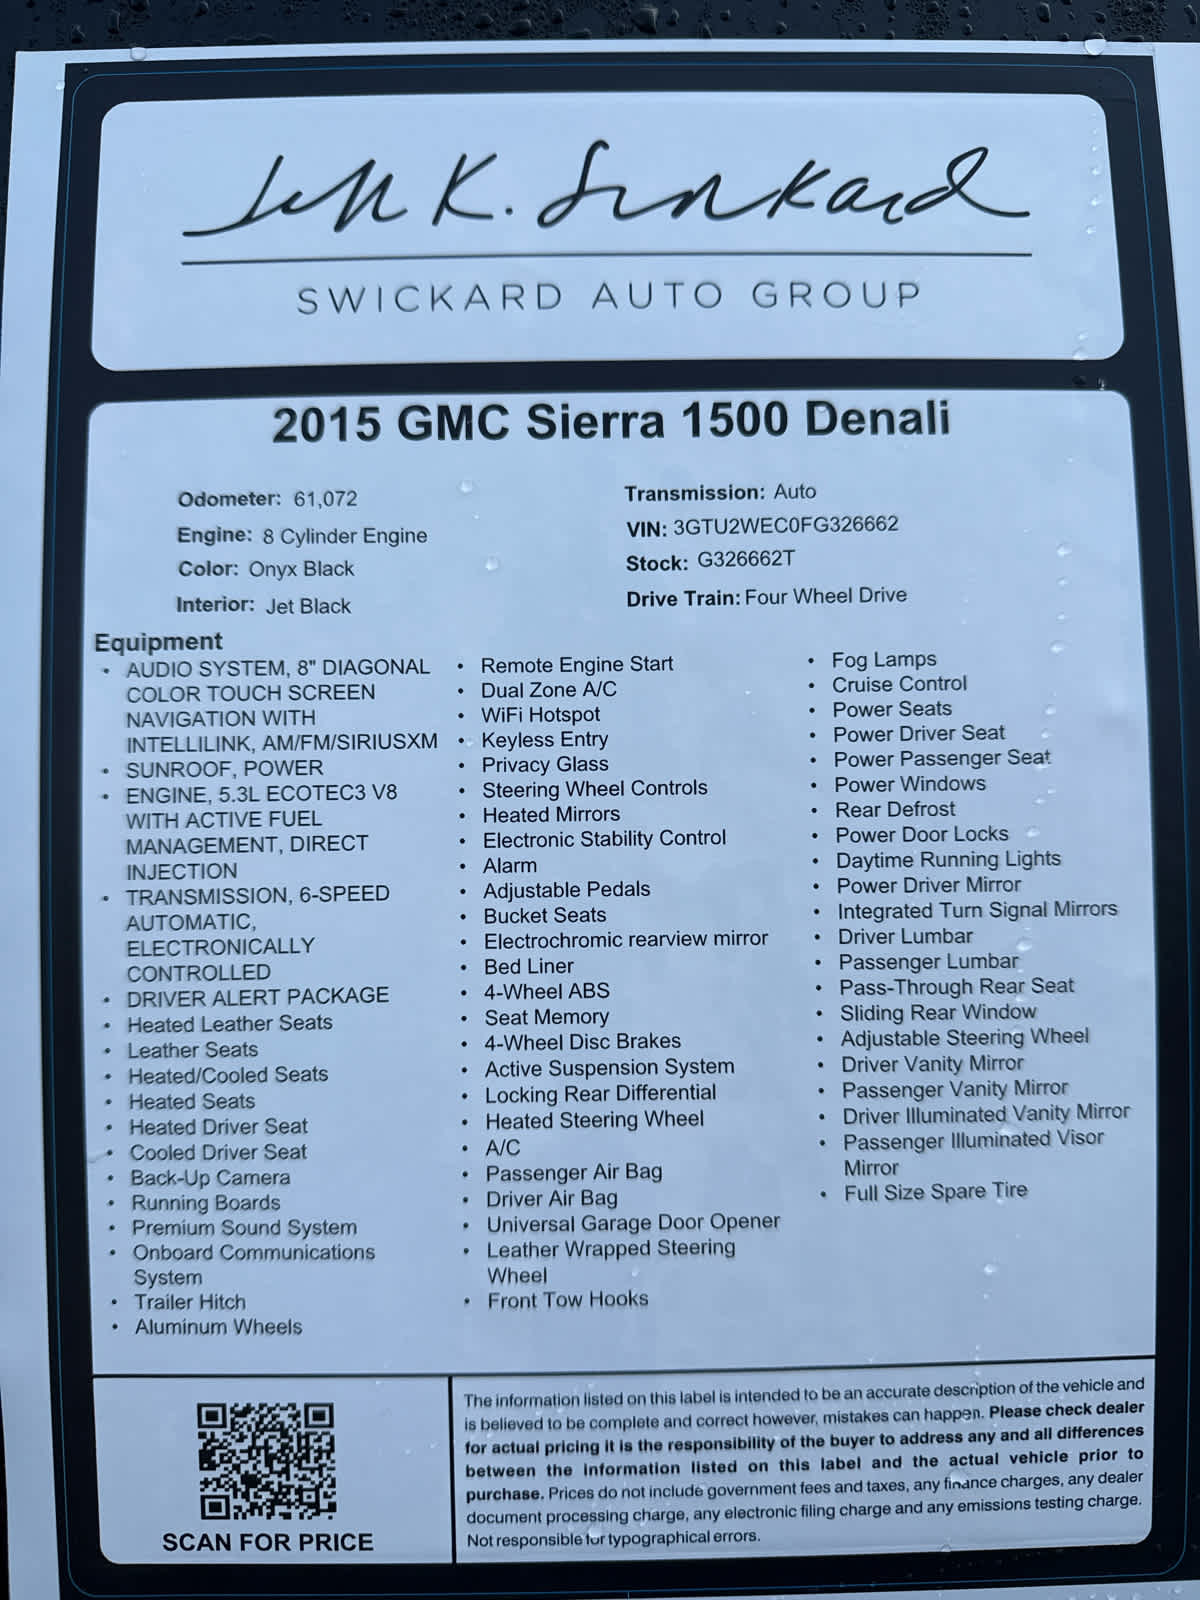 Jeff K. Swickard
SWICKARD AUTO GROUP
2015 GMC Sierra 1500 Denali
Odometer: 61,072
Engine: 8 Cylinder Engine
Color: Onyx Black
Interior: Jet Black
Transmission: Auto
VIN: 3GTU2WEC0FG326662
Stock: G326662T
Drive Train: Four Wheel Drive
Equipment
• AUDIO SYSTEM, 8" DIAGONAL
COLOR TOUCH SCREEN
NAVIGATION WITH
INTELLILINK, AM/FM/SIRIUSXM
• SUNROOF, POWER
• ENGINE, 5.3L ECOTEC3 V8
WITH ACTIVE FUEL
MANAGEMENT, DIRECT
INJECTION
• TRANSMISSION, 6-SPEED
AUTOMATIC,
ELECTRONICALLY
CONTROLLED
• DRIVER ALERT PACKAGE
• Heated Leather Seats
• Leather Seats
• Heated/Cooled Seats
• Heated Seats
• Heated Driver Seat
• Cooled Driver Seat
• Back-Up Camera
• Running Boards
• Premium Sound System
• Onboard Communications
System
• Trailer Hitch
• Aluminum Wheels
• Remote Engine Start
• Dual Zone A/C
• WiFi Hotspot
• Keyless Entry
• Privacy Glass
• Steering Wheel Controls
• Heated Mirrors
• Electronic Stability Control
• Alarm
• Adjustable Pedals
• Bucket Seats
• Electrochromic rearview mirror
• Bed Liner
• 4-Wheel ABS
• Seat Memory
• 4-Wheel Disc Brakes
• Active Suspension System
• Locking Rear Differential
• Heated Steering Wheel
• A/C
• Passenger Air Bag
• Driver Air Bag
• Universal Garage Door Opener
• Leather Wrapped Steering
Wheel
• Front Tow Hooks
• Fog Lamps
• Cruise Control
• Power Seats
• Power Driver Seat
• Power Passenger Seat
• Power Windows
• Rear Defrost
• Power Door Locks
• Daytime Running Lights
• Power Driver Mirror
• Integrated Turn Signal Mirrors
• Driver Lumbar
• Passenger Lumbar
• Pass-Through Rear Seat
• Sliding Rear Window
• Adjustable Steering Wheel
• Driver Vanity Mirror
• Passenger Vanity Mirror
• Driver Illuminated Vanity Mirror
• Passenger Illuminated Visor
Mirror
• Full Size Spare Tire
SCAN FOR PRICE
The information listed on this label is intended to be an accurate description of the vehicle and
is believed to be complete and correct however, mistakes can happen. Please check dealer
for actual pricing it is the responsibility of the buyer to address any and all differences
between the information listed on this label and the actual vehicle prior to
purchase. Prices do not include government fees and taxes, any finance charges, any dealer
document processing charge, any electronic filing charge and any emissions testing charge.
Not responsible for typographical errors.